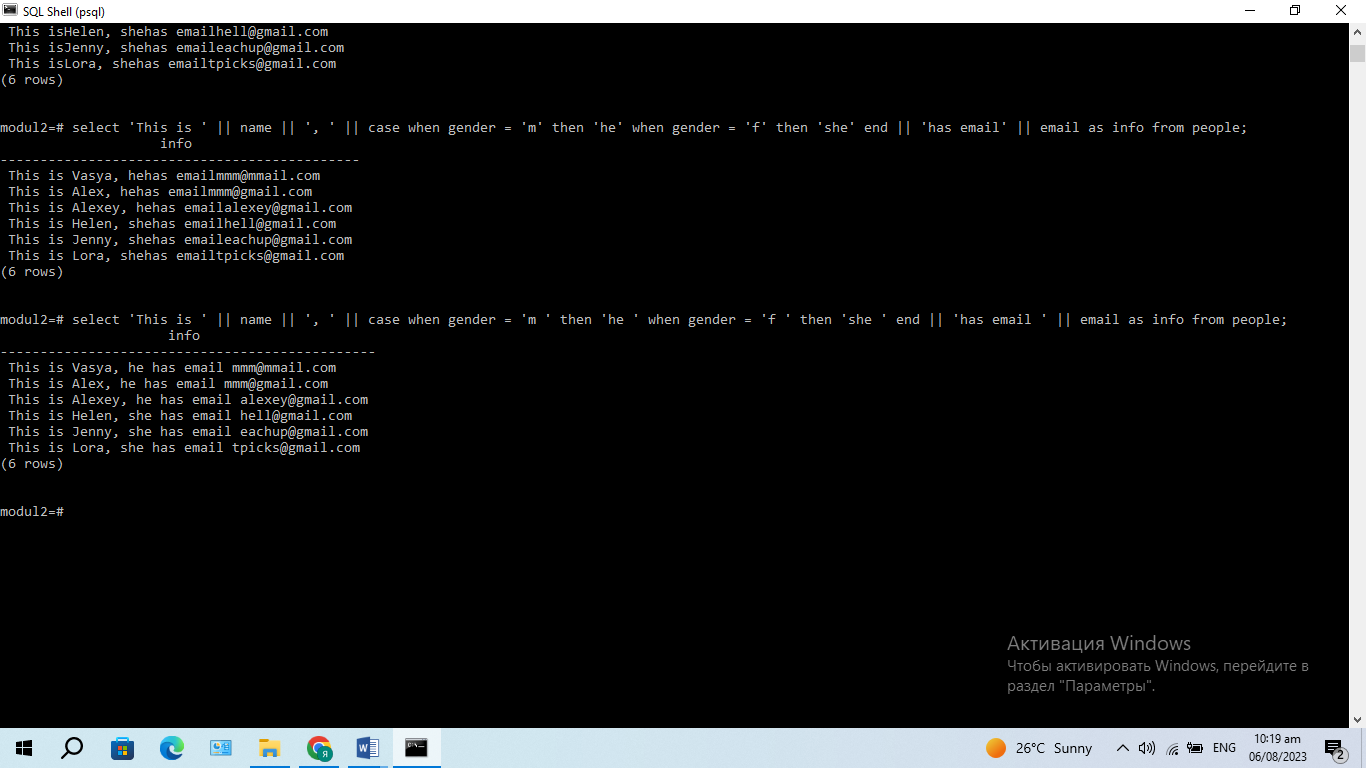 SQL Shell (psql)
This isHelen, shehas emailhell@gmail.com
This isJenny, shehas emaileachup@gmail.com
This isLora, shehas emailtpicks@gmail.com
(6 rows)
modul2=# select 'This is ' || name || ', ' || case when gender = 'm' then 'he' when gender = 'f' then 'she' end || 'has email' || email as info from people;
info
--------------------------------------------
This is Vasya, hehas emailmmm@mmail.com
This is Alex, hehas emailmmm@gmail.com
This is Alexey, hehas emailalexey@gmail.com
This is Helen, shehas emailhell@gmail.com
This is Jenny, shehas emaileachup@gmail.com
This is Lora, shehas emailtpicks@gmail.com
(6 rows)
modul2=# select 'This is ' || name || ', ' || case when gender = 'm ' then 'he ' when gender = 'f ' then 'she ' end || 'has email ' || email as info from people;
info
-----------------------------------------------
This is Vasya, he has email mmm@mmail.com
This is Alex, he has email mmm@gmail.com
This is Alexey, he has email alexey@gmail.com
This is Helen, she has email hell@gmail.com
This is Jenny, she has email eachup@gmail.com
This is Lora, she has email tpicks@gmail.com
(6 rows)
modul2=#
Активация Windows
Чтобы активировать Windows, перейдите в
раздел "Параметры".
Я
C:\.
26°C Sunny
ENG
10:19 am
06/08/2023
2